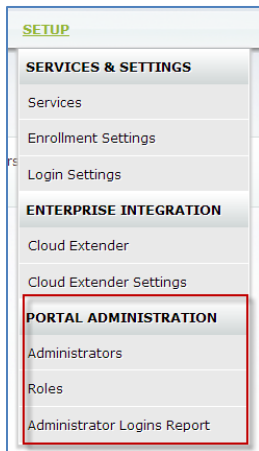 SETUP
SERVICES & SETTINGS
Services
Enrollment Settings
rs
Login Settings
ENTERPRISE INTEGRATION
Cloud Extender
Cloud Extender Settings
PORTAL ADMINISTRATION
Administrators
Roles
Administrator Logins Report